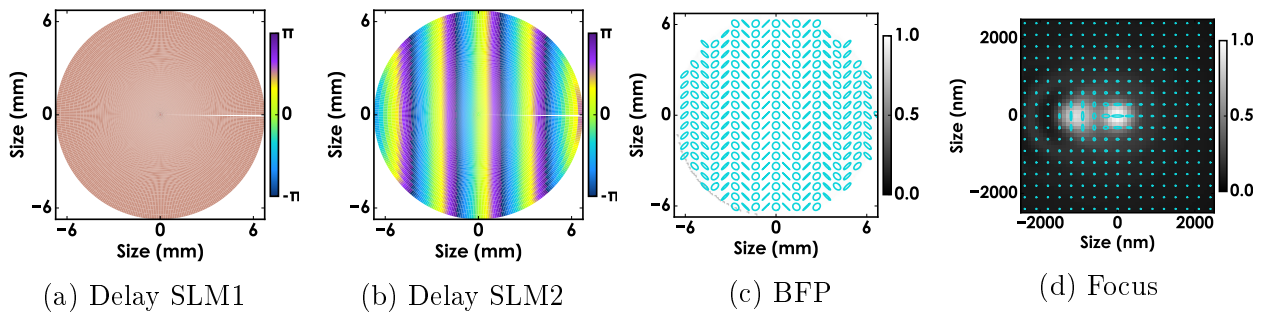 6
0
−6
−6
0
6
Size (mm)
Size (mm)
π
0
-π
(a) Delay SLM1
6
0
−6
−6
0
6
Size (mm)
Size (mm)
π
0
-π
(b) Delay SLM2
6
0
−6
−6
0
6
Size (mm)
Size (mm)
1.0
0.5
0.0
(c) BFP
2000
0
−2000
−2000
0
2000
Size (nm)
Size (nm)
1.0
0.5
0.0
(d) Focus